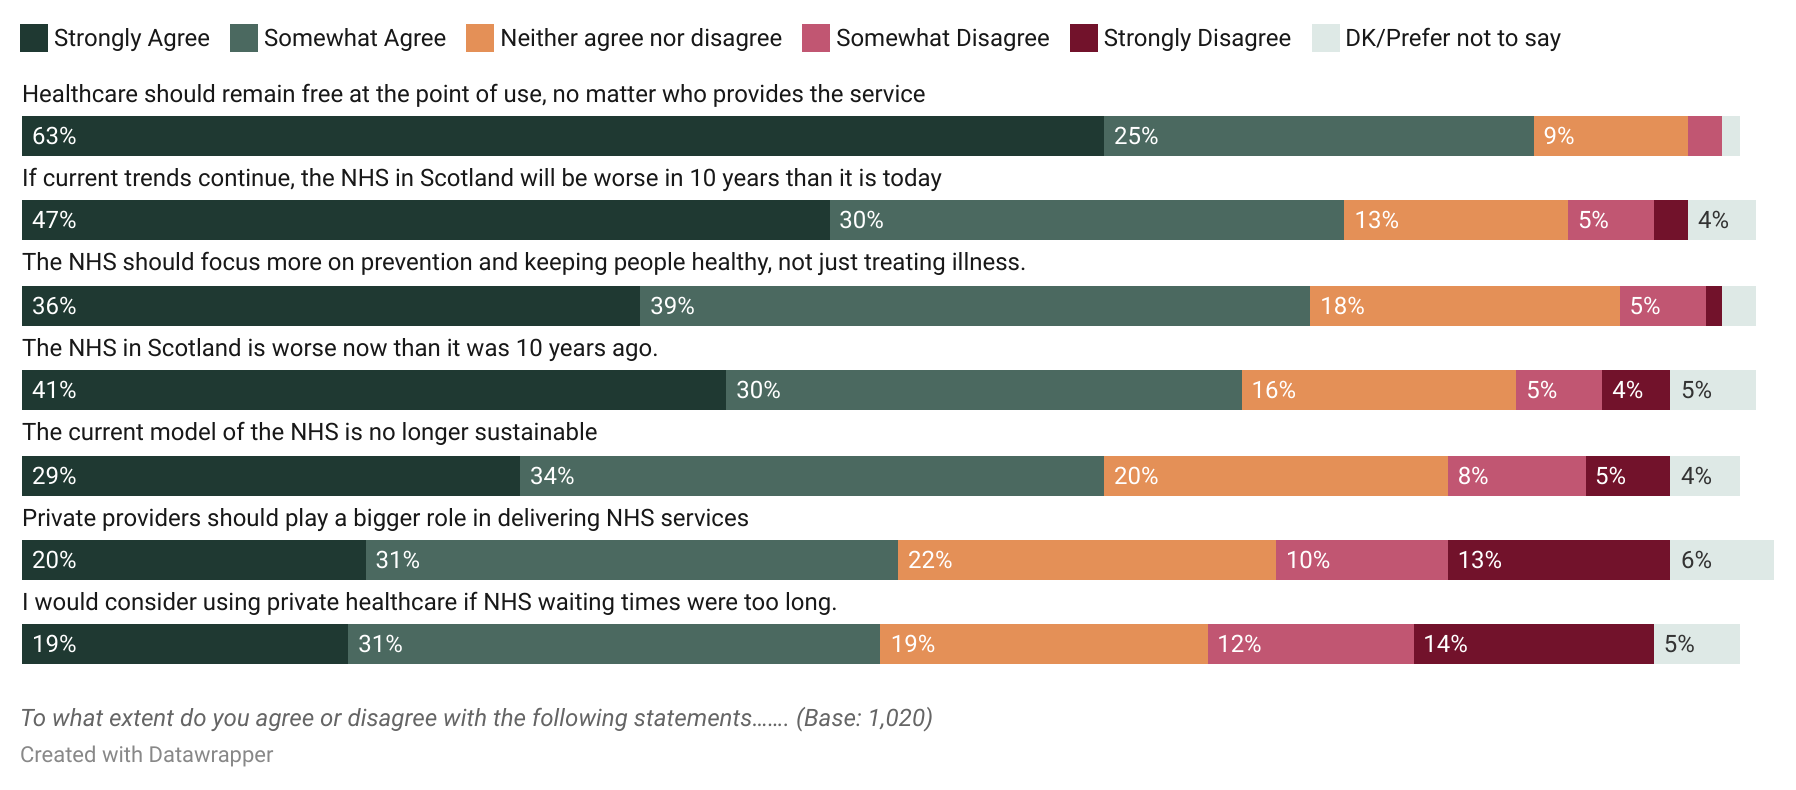 Strongly Agree Somewhat Agree Neither agree nor disagree Somewhat Disagree Strongly Disagree DK/Prefer not to say
Healthcare should remain free at the point of use, no matter who provides the service
63% 25% 9%
If current trends continue, the NHS in Scotland will be worse in 10 years than it is today
47% 30% 13% 5% 4%
The NHS should focus more on prevention and keeping people healthy, not just treating illness.
36% 39% 18% 5%
The NHS in Scotland is worse now than it was 10 years ago.
41% 30% 16% 5% 4% 5%
The current model of the NHS is no longer sustainable
29% 34% 20% 8% 5% 4%
Private providers should play a bigger role in delivering NHS services
20% 31% 22% 10% 13% 6%
I would consider using private healthcare if NHS waiting times were too long.
19% 31% 19% 12% 14% 5%
To what extent do you agree or disagree with the following statements……. (Base: 1,020)
Created with Datawrapper